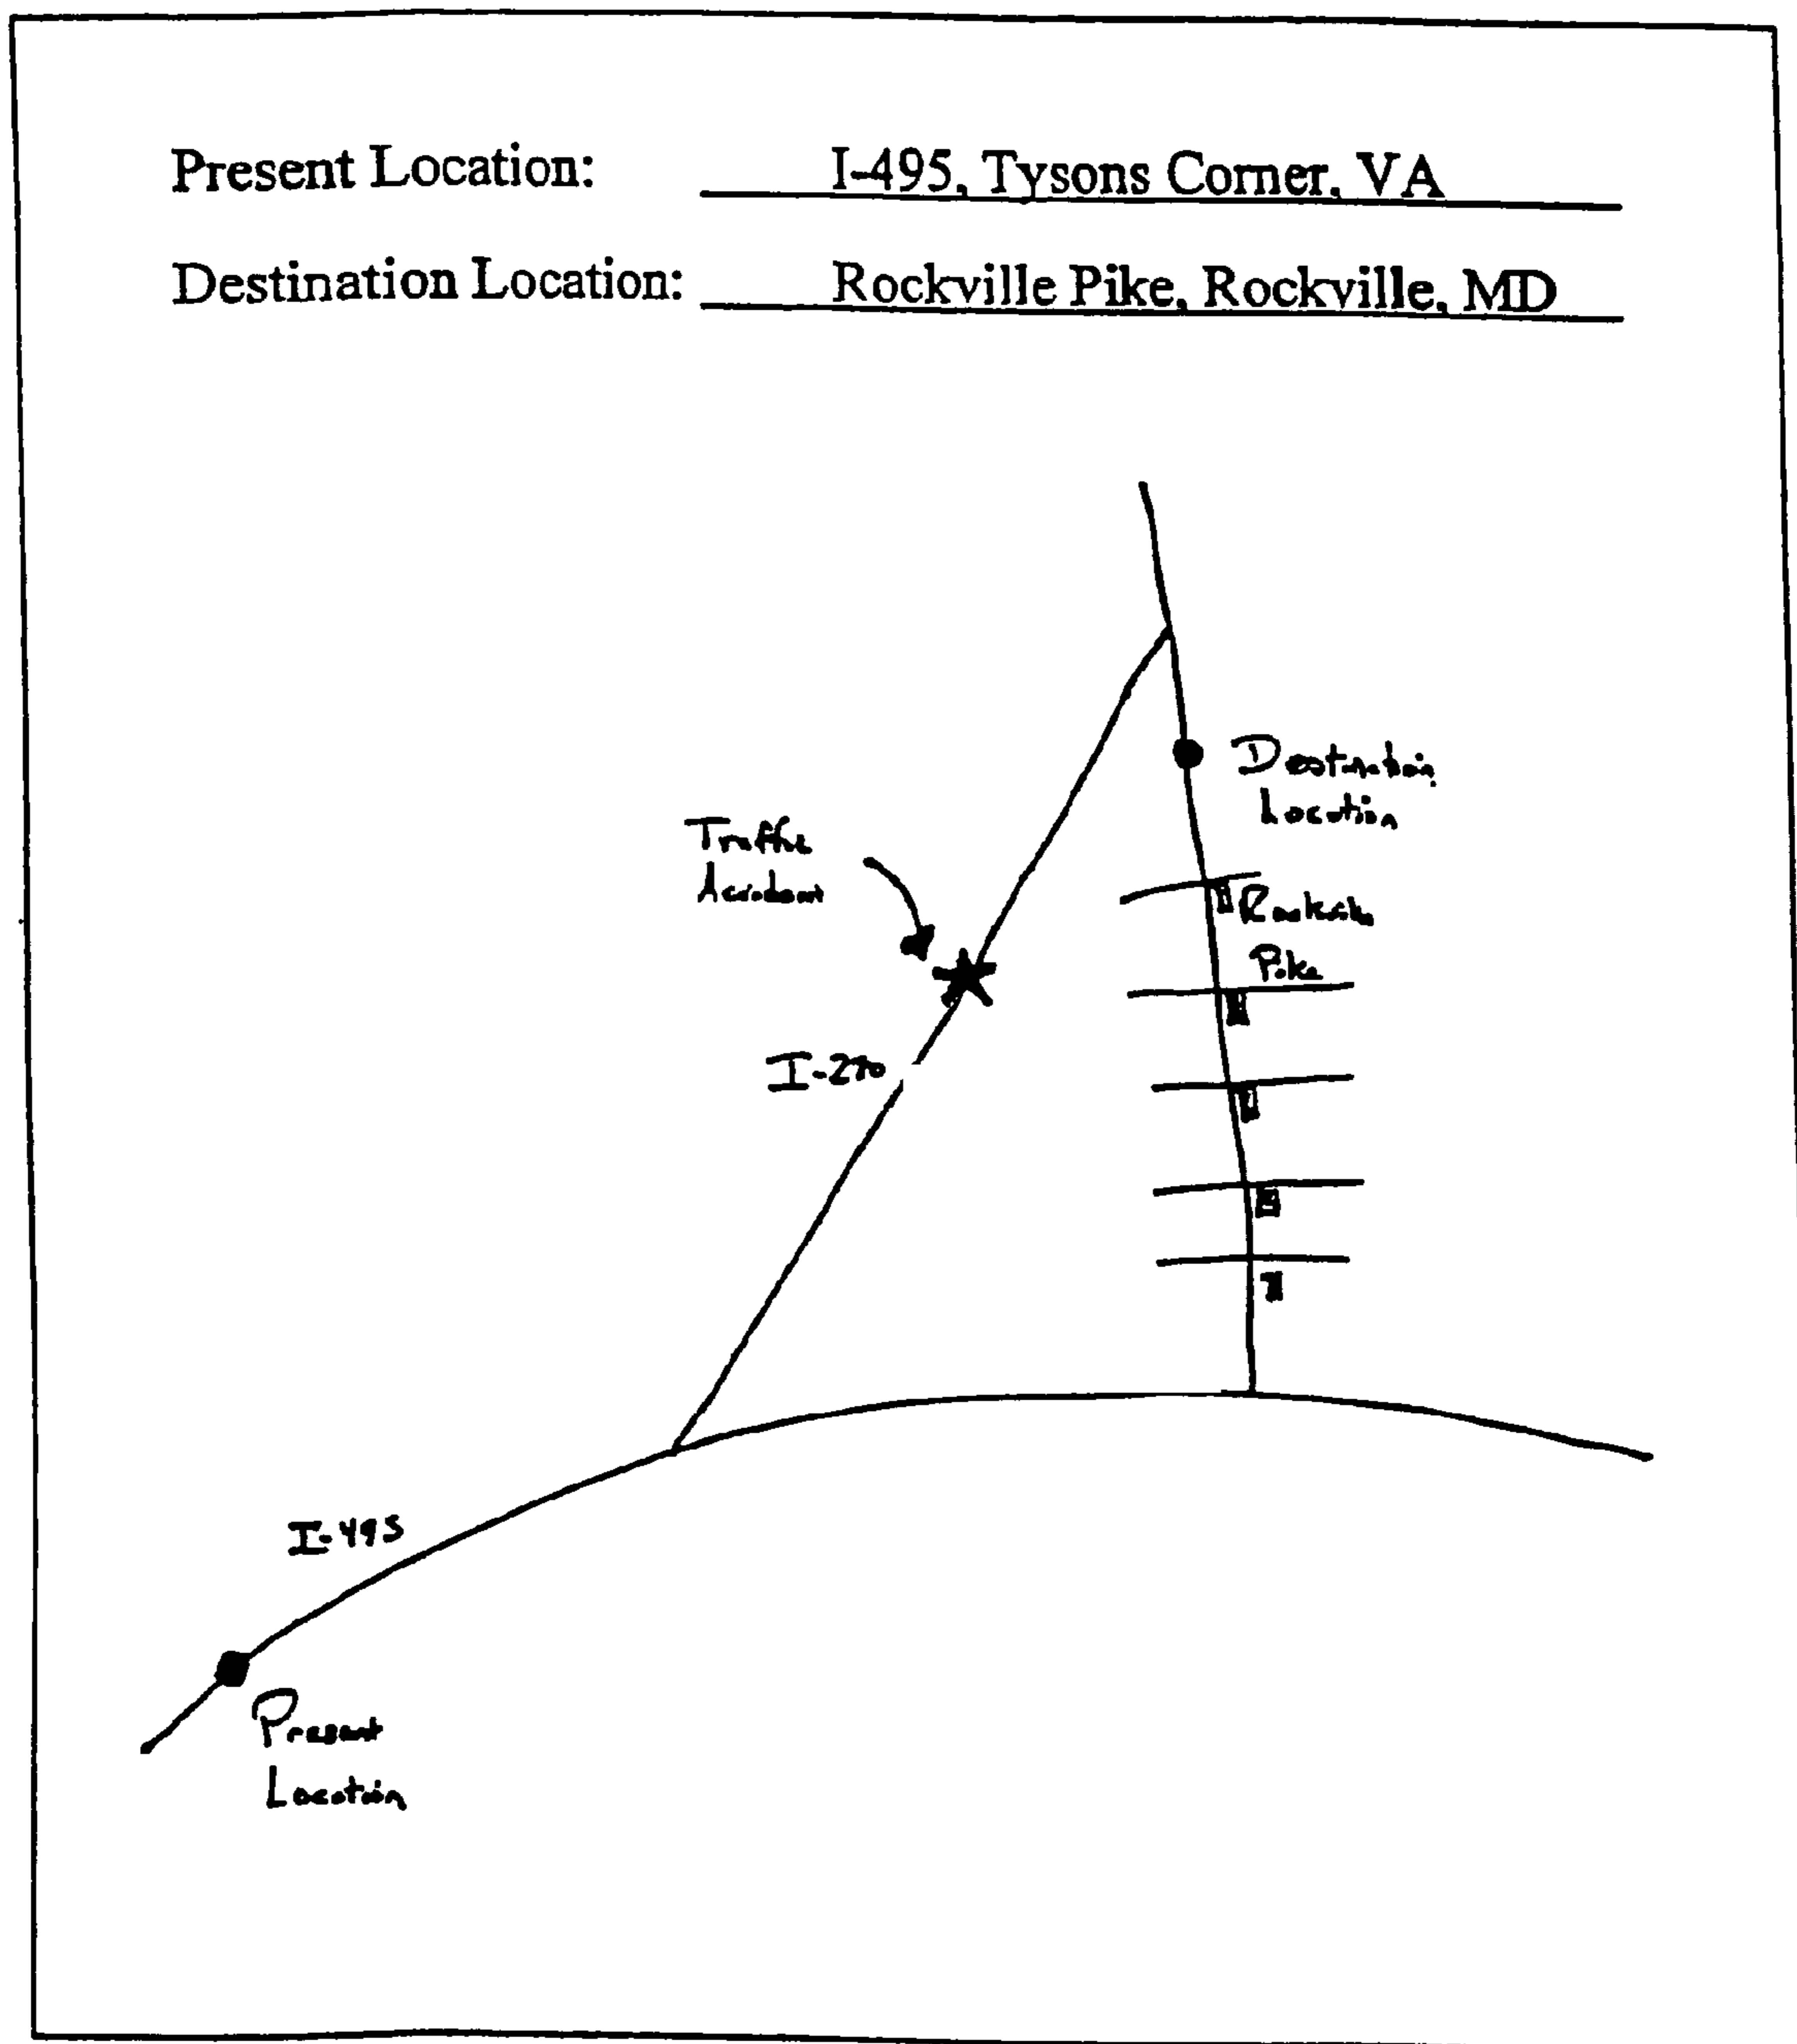 Present Location: I-495, Tysons Corner, VA
Destination Location: Rockville Pike, Rockville, MD
Destination
Location
Traffic
Accident
Rockville
Pike
I-270
I-495
Present
Location